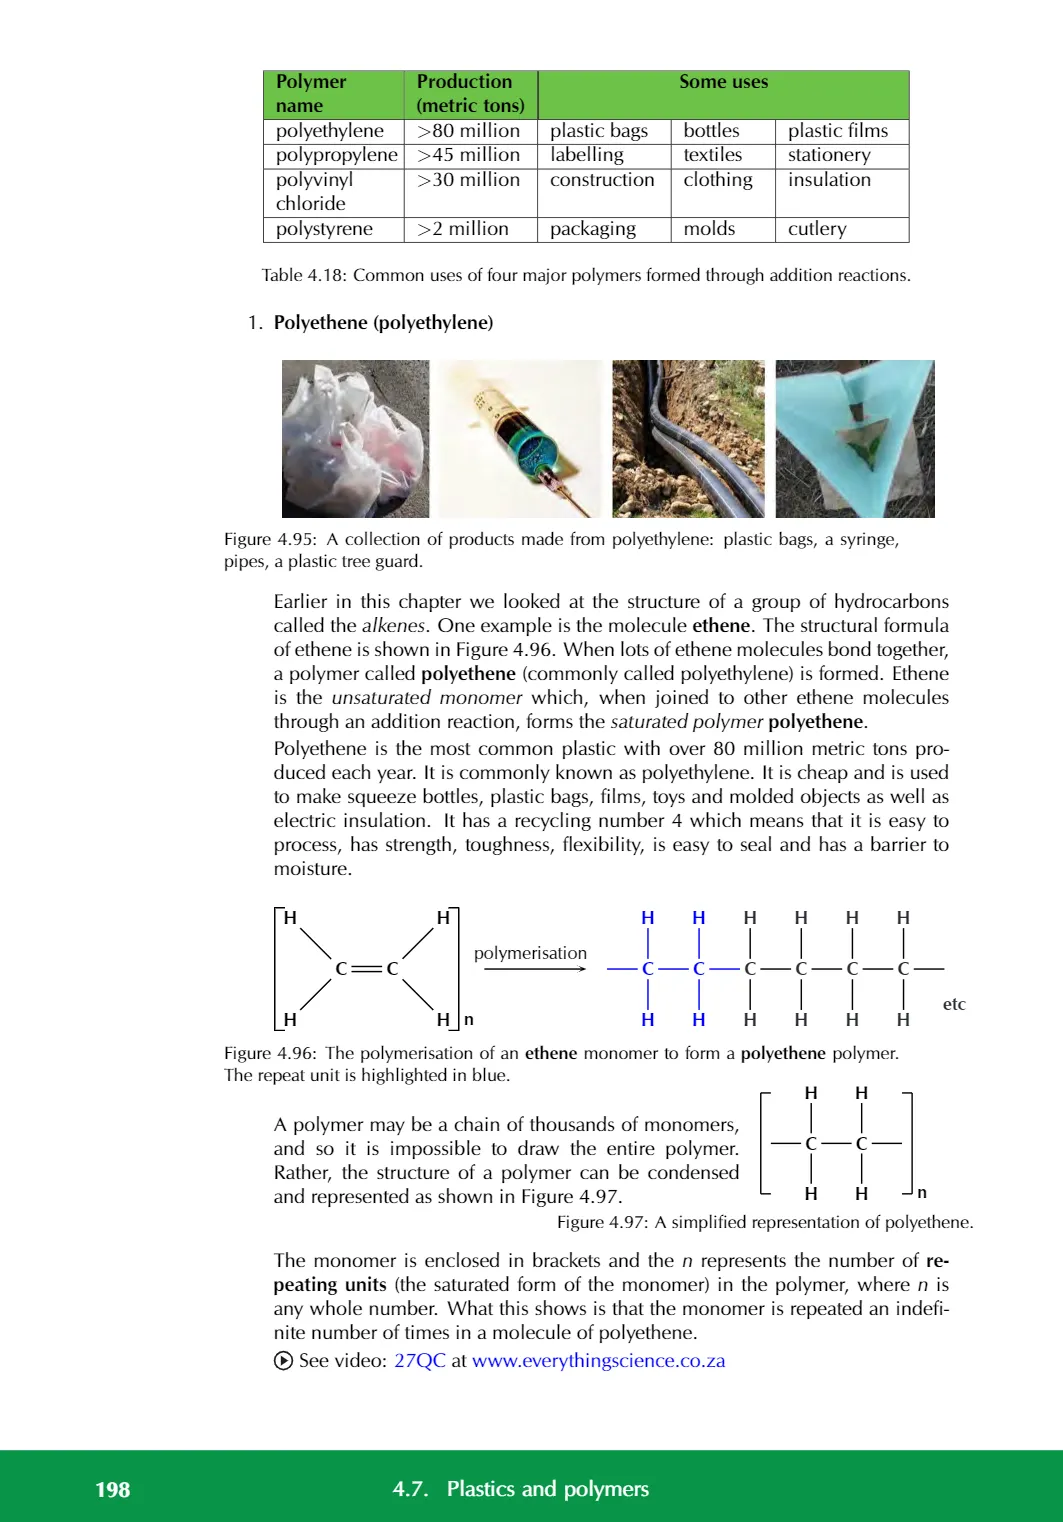 Polymer name Production (metric tons) Some uses
polyethylene >80 million plastic bags bottles plastic films
polypropylene >45 million labelling textiles stationery
polyvinyl chloride >30 million construction clothing insulation
polystyrene >2 million packaging molds cutlery
Table 4.18: Common uses of four major polymers formed through addition reactions.
1. Polyethene (polyethylene)
Figure 4.95: A collection of products made from polyethylene: plastic bags, a syringe,
pipes, a plastic tree guard.
Earlier in this chapter we looked at the structure of a group of hydrocarbons
called the alkenes. One example is the molecule ethene. The structural formula
of ethene is shown in Figure 4.96. When lots of ethene molecules bond together,
a polymer called polyethene (commonly called polyethylene) is formed. Ethene
is the unsaturated monomer which, when joined to other ethene molecules
through an addition reaction, forms the saturated polymer polyethene.
Polyethene is the most common plastic with over 80 million metric tons pro-
duced each year. It is commonly known as polyethylene. It is cheap and is used
to make squeeze bottles, plastic bags, films, toys and molded objects as well as
electric insulation. It has a recycling number 4 which means that it is easy to
process, has strength, toughness, flexibility, is easy to seal and has a barrier to
moisture.
H H H H H H H H
polymerisation
C C C C C C C C
etc
H H n H H H H H H
Figure 4.96: The polymerisation of an ethene monomer to form a polyethene polymer.
The repeat unit is highlighted in blue.
A polymer may be a chain of thousands of monomers,
and so it is impossible to draw the entire polymer.
Rather, the structure of a polymer can be condensed
and represented as shown in Figure 4.97.
H H
C C
H H n
Figure 4.97: A simplified representation of polyethene.
The monomer is enclosed in brackets and the n represents the number of re-
peating units (the saturated form of the monomer) in the polymer, where n is
any whole number. What this shows is that the monomer is repeated an indefi-
nite number of times in a molecule of polyethene.
See video: 27QC at www.everythingscience.co.za
198 4.7. Plastics and polymers